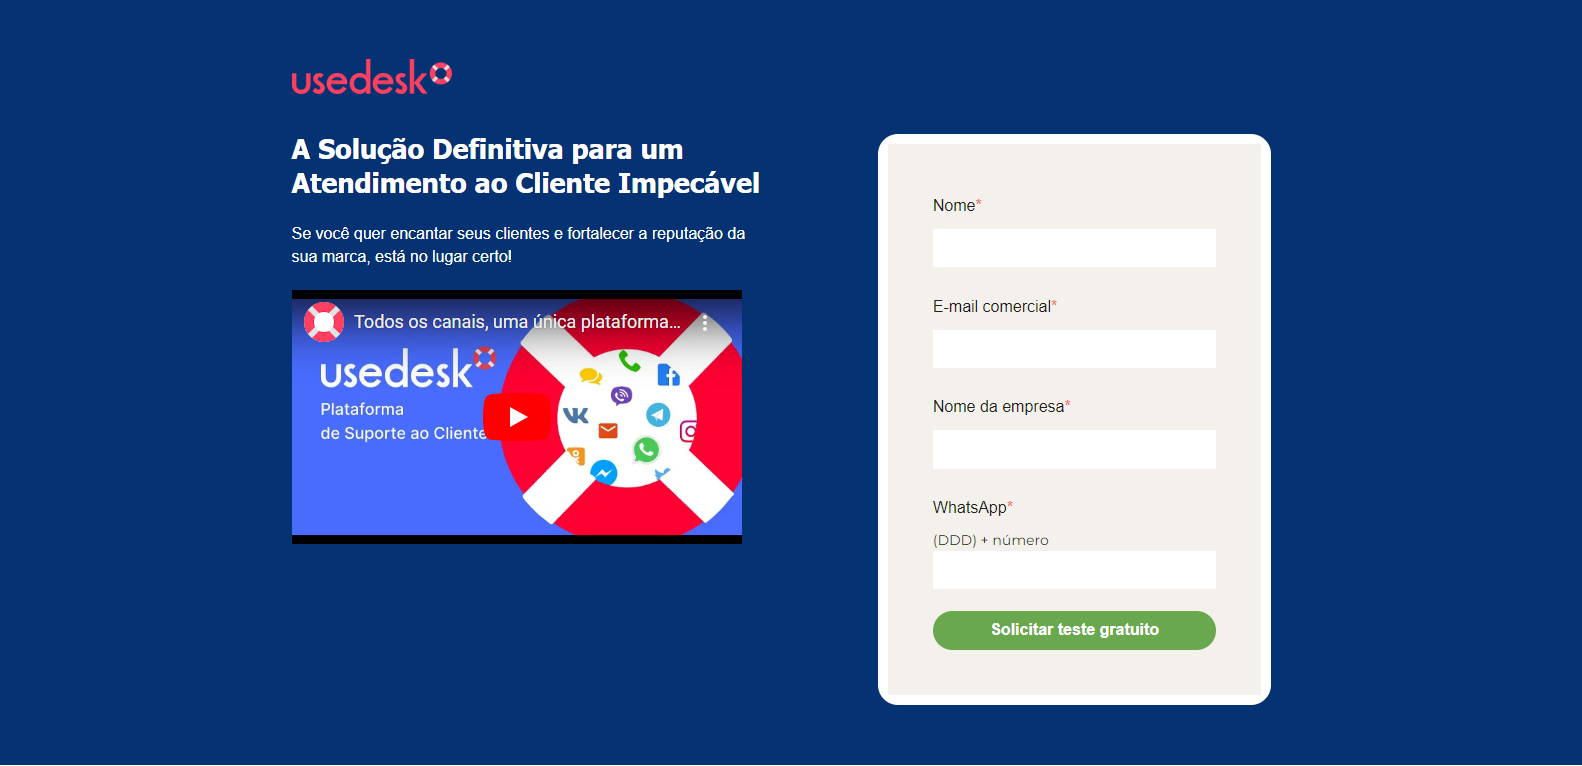 usedesk
A Solução Definitiva para um
Atendimento ao Cliente Impecável
Se você quer encantar seus clientes e fortalecer a reputação da
sua marca, está no lugar certo!
Todos os canais, uma única plataforma...
usedesk
Plataforma
de Suporte ao Cliente
Nome*
E-mail comercial*
Nome da empresa*
WhatsApp*
(DDD) + número
Solicitar teste gratuito